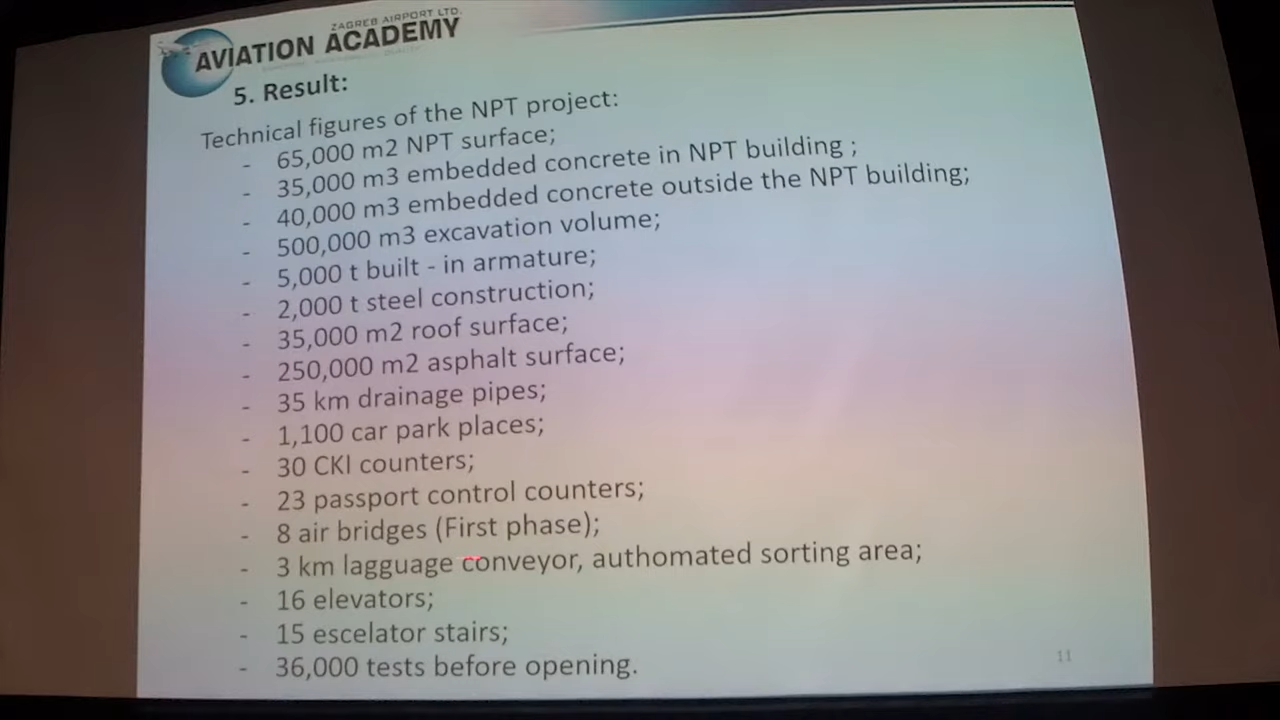 ZAGREB AIRPORT LTD.
AVIATION ACADEMY
5. Result:
Technical figures of the NPT project:
- 65,000 m2 NPT surface;
- 35,000 m3 embedded concrete in NPT building ;
- 40,000 m3 embedded concrete outside the NPT building;
- 500,000 m3 excavation volume;
- 5,000 t built - in armature;
- 2,000 t steel construction;
- 35,000 m2 roof surface;
- 250,000 m2 asphalt surface;
- 35 km drainage pipes;
- 1,100 car park places;
- 30 CKI counters;
- 23 passport control counters;
- 8 air bridges (First phase);
- 3 km lagguage conveyor, authomated sorting area;
- 16 elevators;
- 15 escelator stairs;
- 36,000 tests before opening.
11